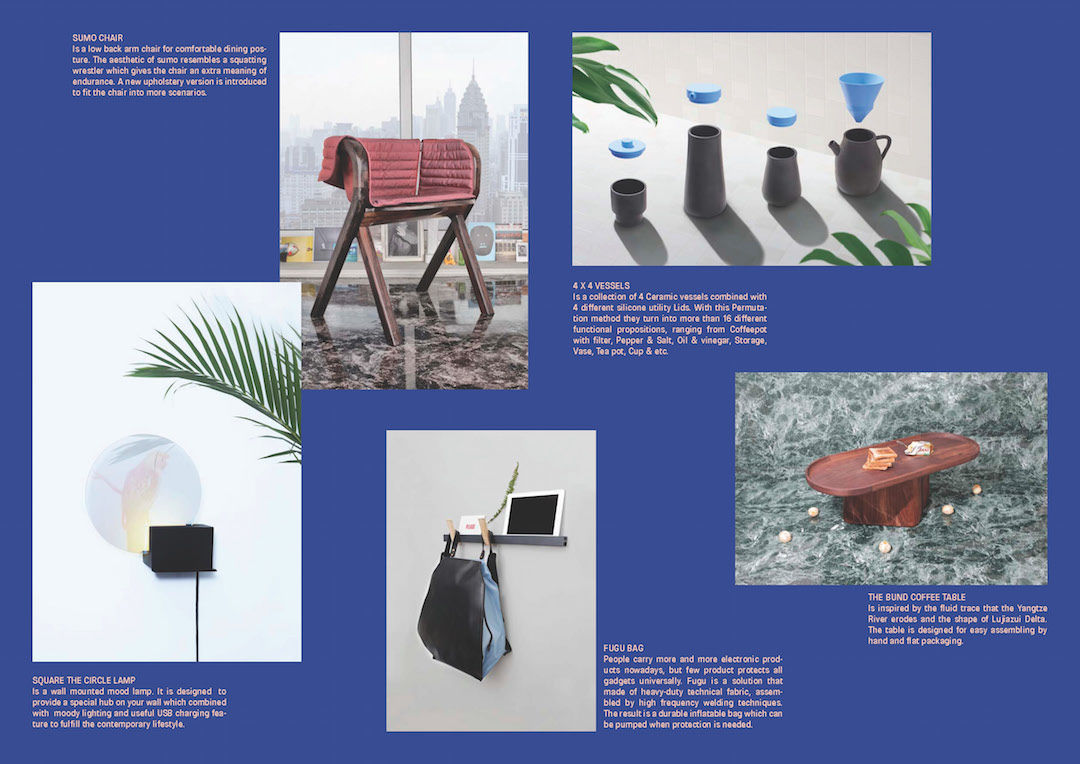 SUMO CHAIR
Is a low back arm chair for comfortable dining pos-
ture. The aesthetic of sumo resembles a squatting
wrestler which gives the chair an extra meaning of
endurance. A new upholstery version is introduced
to fit the chair into more scenarios.
4 X 4 VESSELS
Is a collection of 4 Ceramic vessels combined with
4 different silicone utility Lids. With this Permuta-
tion method they turn into more than 16 different
functional propositions, ranging from Coffeepot
with filter, Pepper & Salt, Oil & vinegar, Storage,
Vase, Tea pot, Cup & etc.
THE BUND COFFEE TABLE
Is inspired by the fluid trace that the Yangtze
River erodes and the shape of Lujiazui Delta.
The table is designed for easy assembling by
hand and flat packaging.
FUGU BAG
People carry more and more electronic prod-
ucts nowadays, but few product protects all
gadgets universally. Fugu is a solution that
made of heavy-duty technical fabric, assem-
bled by high frequency welding techniques.
The result is a durable inflatable bag which can
be pumped when protection is needed.
SQUARE THE CIRCLE LAMP
Is a wall mounted mood lamp. It is designed to
provide a special hub on your wall which combined
with moody lighting and useful USB charging fea-
ture to fulfill the contemporary lifestyle.